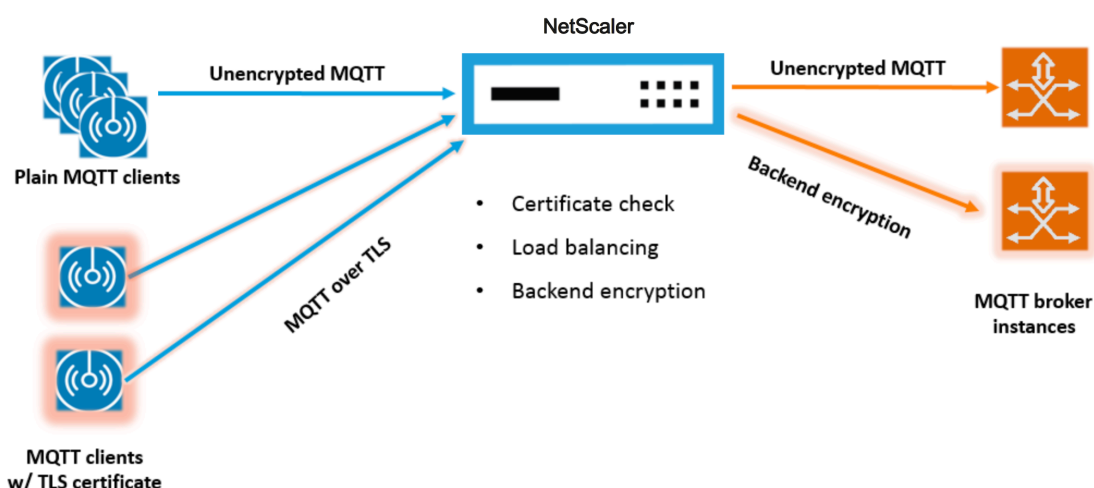 NetScaler
Unencrypted MQTT
Unencrypted MQTT
Plain MQTT clients
Backend encryption
• Certificate check
• Load balancing
• Backend encryption
MQTT over TLS
MQTT broker
instances
MQTT clients
w/ TLS certificate